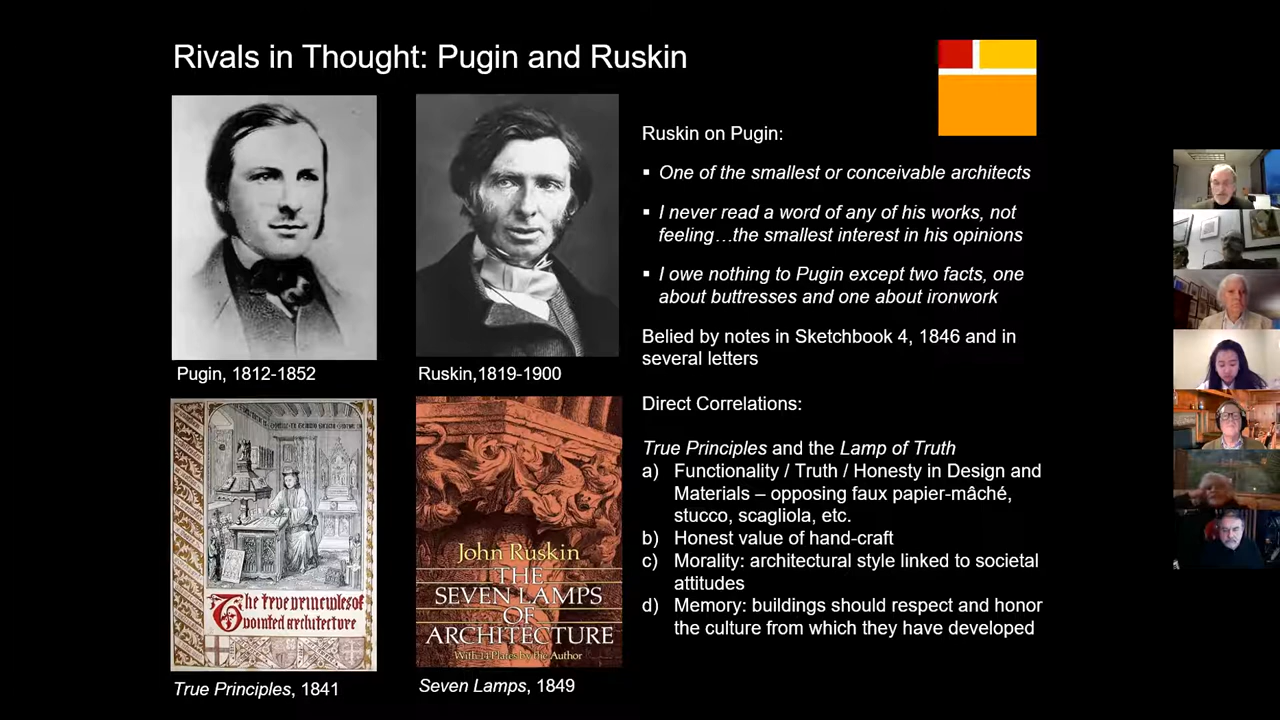 Rivals in Thought: Pugin and Ruskin
Pugin, 1812-1852
Ruskin,1819-1900
The true principles of
pointed architecture
True Principles, 1841
John Ruskin
THE
SEVEN LAMPS
OF
ARCHITECTURE
With 14 Plates by the Author
Seven Lamps, 1849
Ruskin on Pugin:
▪ One of the smallest or conceivable architects
▪ I never read a word of any of his works, not
feeling…the smallest interest in his opinions
▪ I owe nothing to Pugin except two facts, one
about buttresses and one about ironwork
Belied by notes in Sketchbook 4, 1846 and in
several letters
Direct Correlations:
True Principles and the Lamp of Truth
a) Functionality / Truth / Honesty in Design and
Materials – opposing faux papier-mâché,
stucco, scagliola, etc.
b) Honest value of hand-craft
c) Morality: architectural style linked to societal
attitudes
d) Memory: buildings should respect and honor
the culture from which they have developed